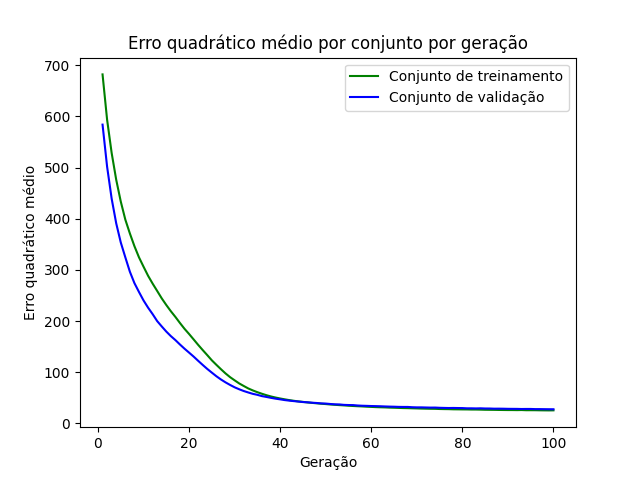 Erro quadrático médio por conjunto por geração
Conjunto de treinamento
Conjunto de validação
Erro quadrático médio
700
600
500
400
300
200
100
0
0 20 40 60 80 100
Geração